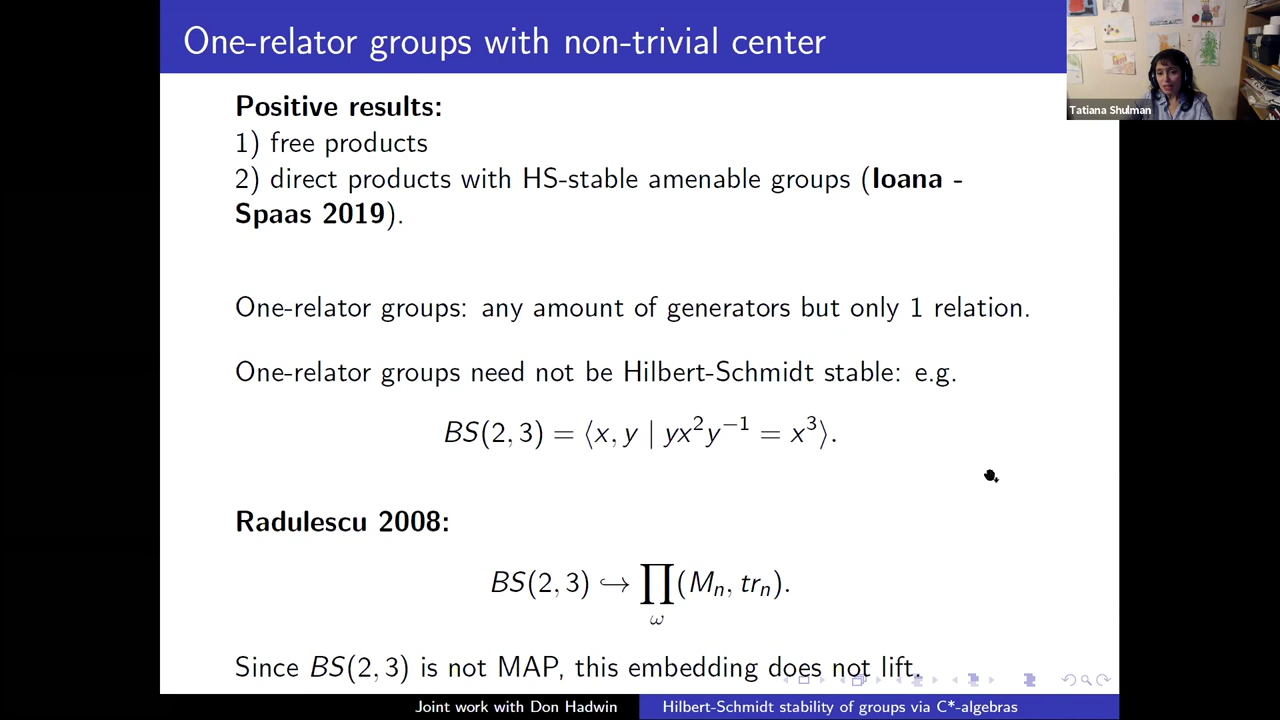 One-relator groups with non-trivial center
Tatiana Shulman
Positive results:
1) free products
2) direct products with HS-stable amenable groups (Ioana -
Spaas 2019).
One-relator groups: any amount of generators but only 1 relation.
One-relator groups need not be Hilbert-Schmidt stable: e.g.
BS(2, 3) = ⟨x, y | yx²y⁻¹ = x³⟩.
Radulescu 2008:
BS(2, 3) ↪ ∏_ω (Mₙ, trₙ).
Since BS(2, 3) is not MAP, this embedding does not lift.
Joint work with Don Hadwin
Hilbert-Schmidt stability of groups via C*-algebras